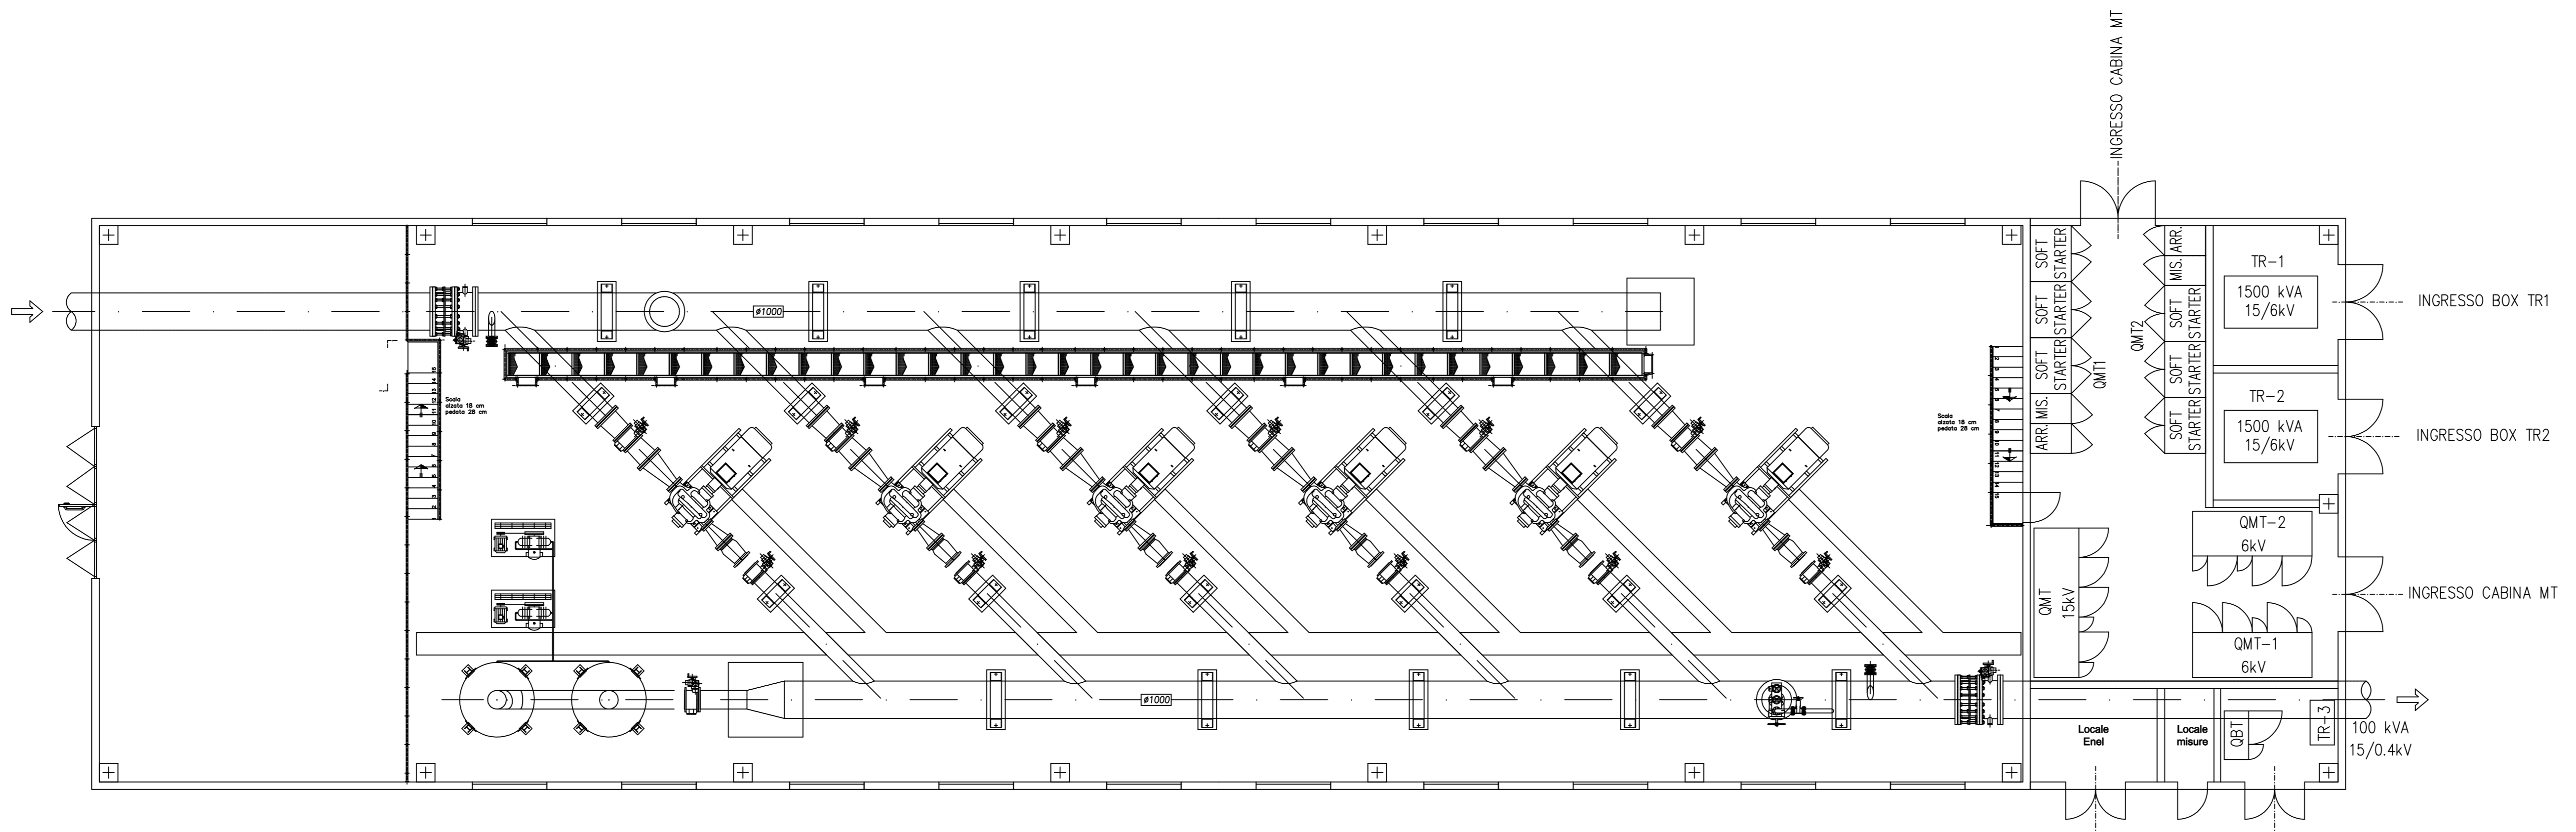 INGRESSO CABINA MT
SOFT
STARTER
SOFT
STARTER
SOFT
STARTER
MIS.
ARR.
QMT1
QMT2
ARR.
MIS.
SOFT
STARTER
SOFT
STARTER
SOFT
STARTER
TR-1
1500 kVA
15/6kV
INGRESSO BOX TR1
TR-2
1500 kVA
15/6kV
INGRESSO BOX TR2
ø1000
Scala
alzata 18 cm
pedata 28 cm
Scala
alzata 18 cm
pedata 28 cm
QMT-2
6kV
QMT
15kV
INGRESSO CABINA MT
QMT-1
6kV
ø1000
Locale
Enel
Locale
misure
QBT
TR-3
100 kVA
15/0.4kV